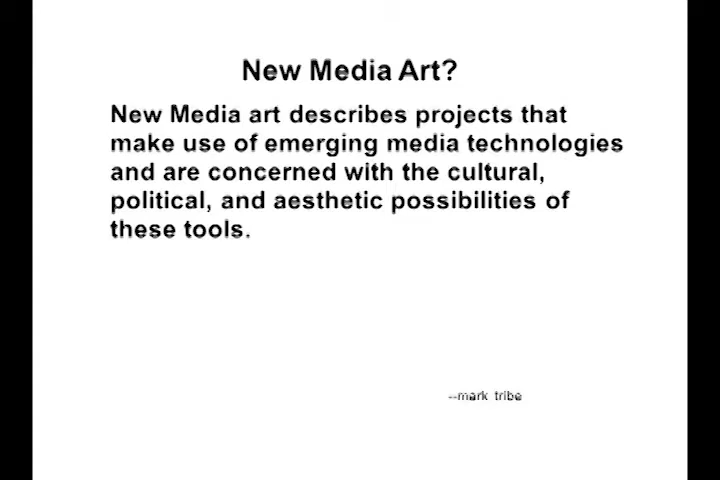 New Media Art?
New Media art describes projects that
make use of emerging media technologies
and are concerned with the cultural,
political, and aesthetic possibilities of
these tools.
--mark tribe